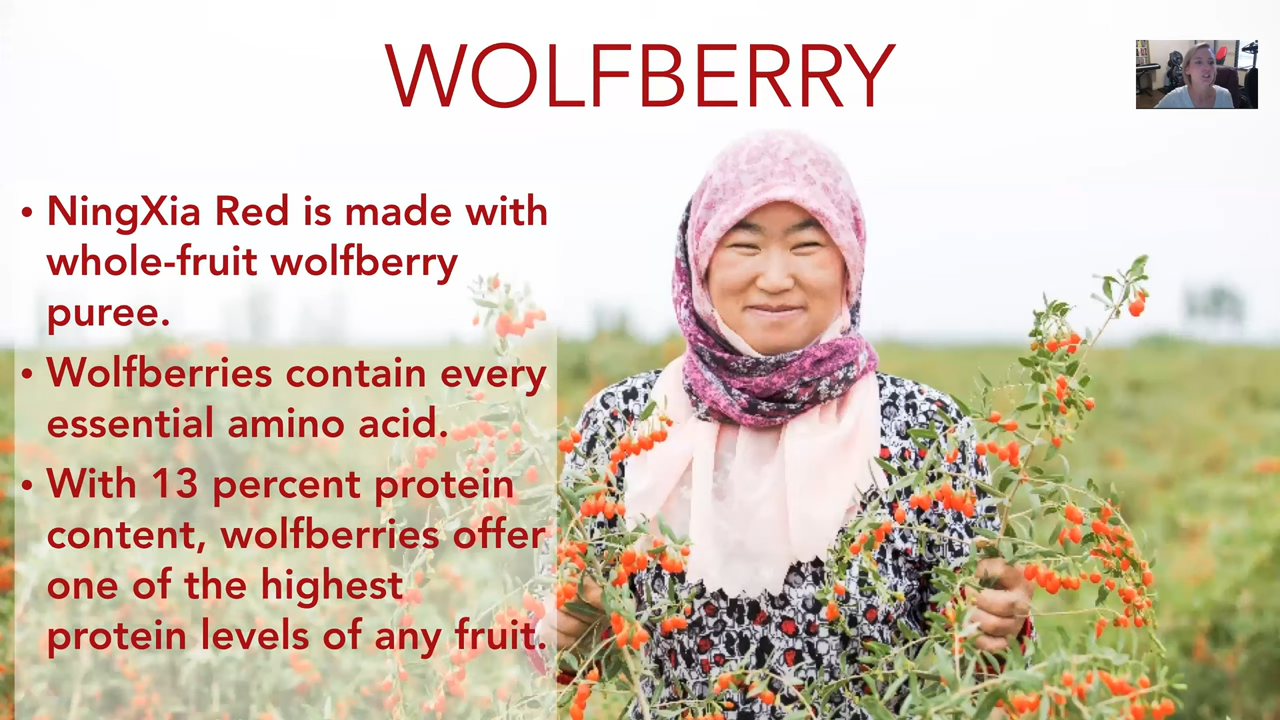 WOLFBERRY
• NingXia Red is made with
whole-fruit wolfberry
puree.
• Wolfberries contain every
essential amino acid.
• With 13 percent protein
content, wolfberries offer
one of the highest
protein levels of any fruit.